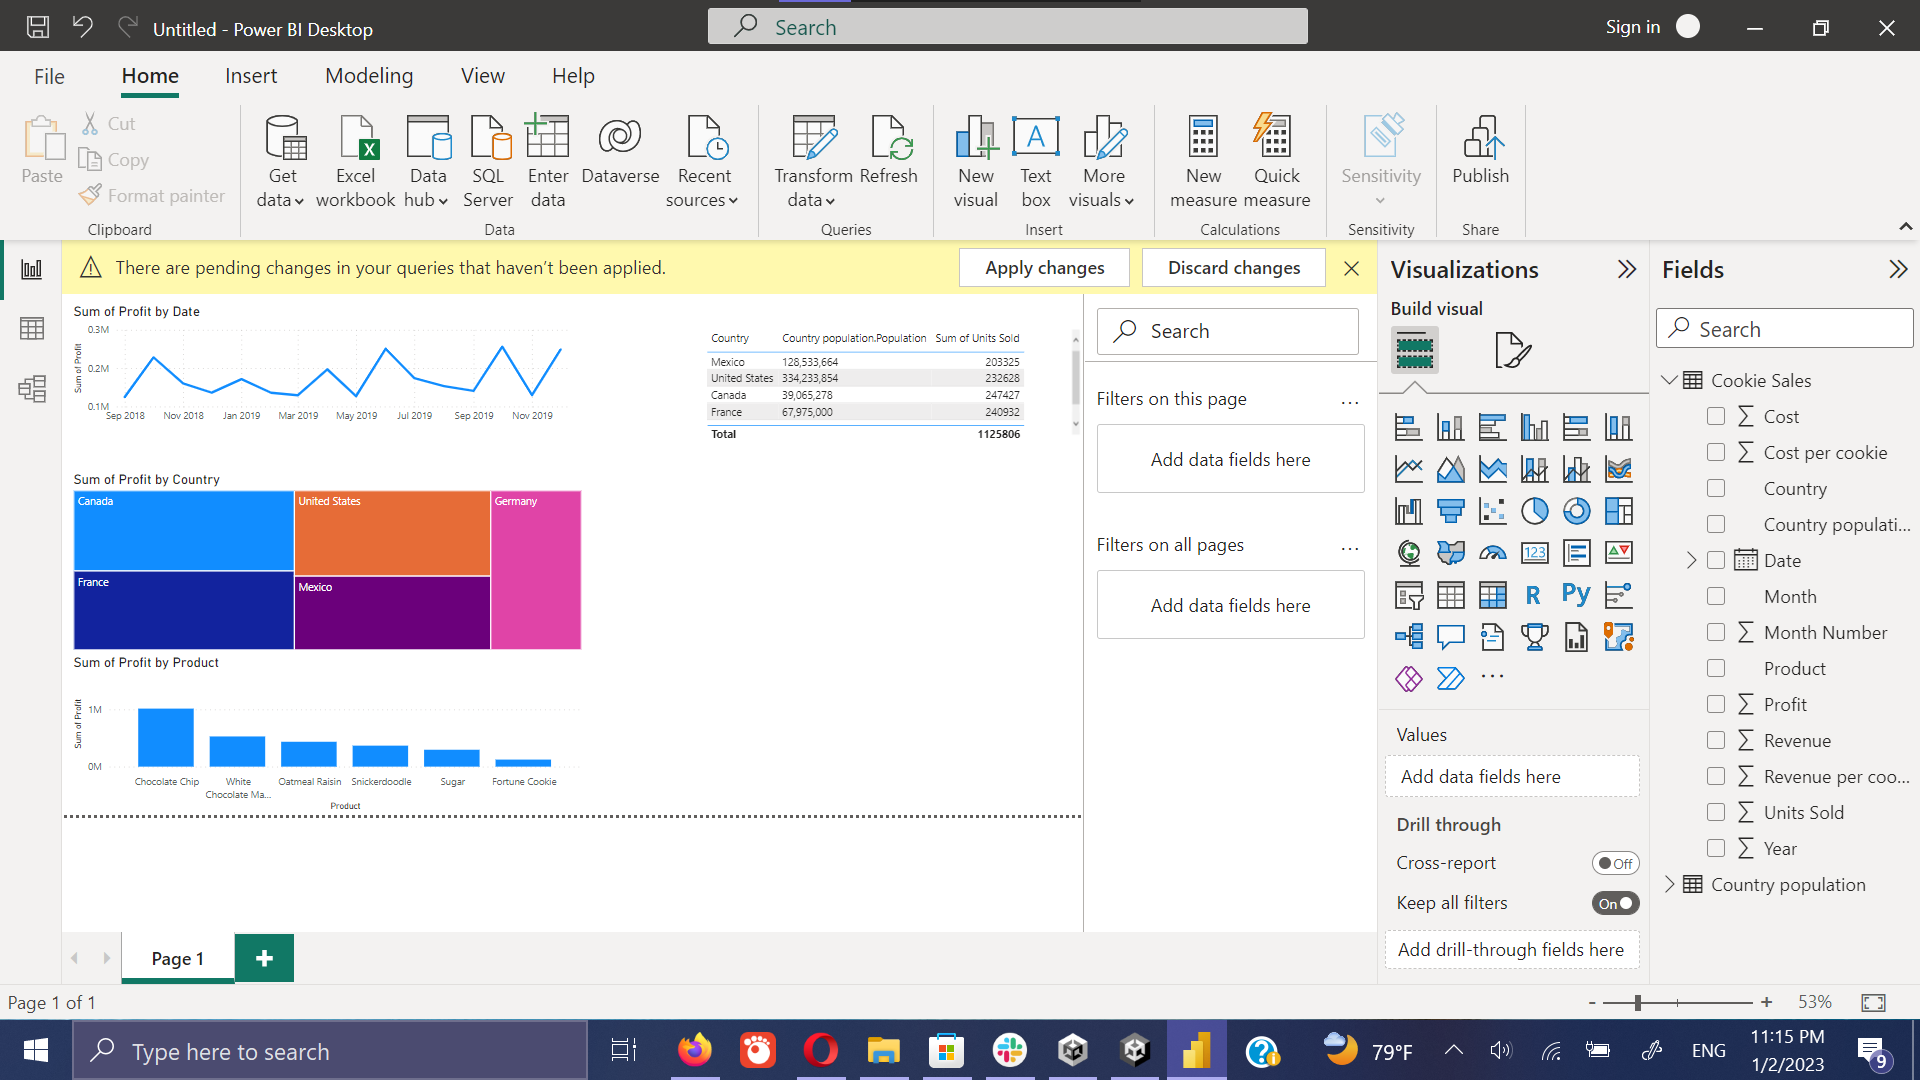 Untitled - Power BI Desktop
Search
Sign in
File
Home
Insert
Modeling
View
Help
Paste
Cut
Copy
Format painter
Clipboard
Get data
Excel workbook
Data hub
SQL Server
Enter data
Dataverse
Recent sources
Data
Transform data
Refresh
Queries
New visual
Text box
More visuals
Insert
New measure
Quick measure
Calculations
Sensitivity
Sensitivity
Publish
Share
There are pending changes in your queries that haven't been applied.
Apply changes
Discard changes
Sum of Profit by Date
Sum of Profit
0.3M
0.2M
0.1M
Sep 2018 Nov 2018 Jan 2019 Mar 2019 May 2019 Jul 2019 Sep 2019 Nov 2019
Country Country population.Population Sum of Units Sold
Mexico 128,533,664 203325
United States 334,233,854 232628
Canada 39,065,278 247427
France 67,975,000 240932
Total 1125806
Sum of Profit by Country
Canada
United States
Germany
France
Mexico
Sum of Profit by Product
Sum of Profit
1M
0M
Chocolate Chip
White Chocolate Ma...
Oatmeal Raisin
Snickerdoodle
Sugar
Fortune Cookie
Product
Search
Filters on this page ...
Add data fields here
Filters on all pages ...
Add data fields here
Visualizations
Build visual
123
R
Py
...
Values
Add data fields here
Drill through
Cross-report Off
Keep all filters On
Add drill-through fields here
Fields
Search
Cookie Sales
Σ Cost
Σ Cost per cookie
Country
Country populati...
Date
Month
Σ Month Number
Product
Σ Profit
Σ Revenue
Σ Revenue per coo...
Σ Units Sold
Σ Year
Country population
Page 1
+
Page 1 of 1
- + 53%
Type here to search
79°F
ENG
11:15 PM
1/2/2023
9